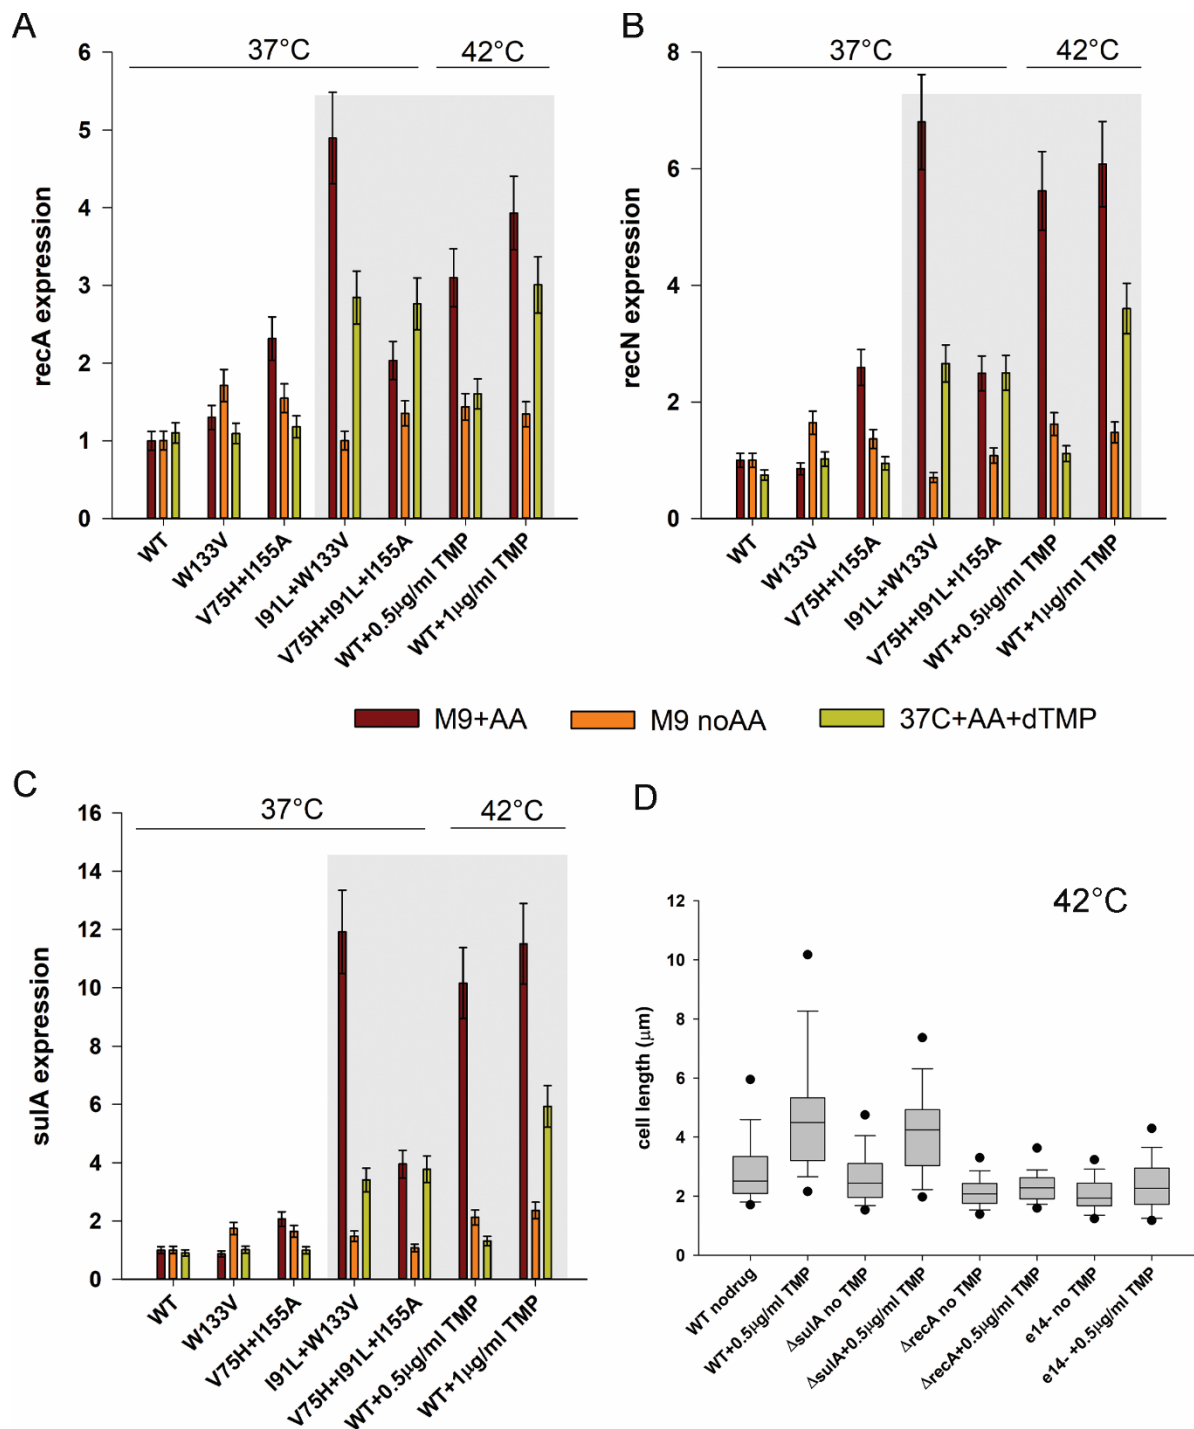 A
37°C
42°C
6
5
4
3
2
1
0
recA expression
WT
W133V
V75H+I155A
I91L+W133V
V75H+I91L+I155A
WT+0.5μg/ml TMP
WT+1μg/ml TMP
B
37°C
42°C
8
6
4
2
0
recN expression
WT
W133V
V75H+I155A
I91L+W133V
V75H+I91L+I155A
WT+0.5μg/ml TMP
WT+1μg/ml TMP
M9+AA
M9 noAA
37C+AA+dTMP
C
37°C
42°C
16
14
12
10
8
6
4
2
0
sulA expression
WT
W133V
V75H+I155A
I91L+W133V
V75H+I91L+I155A
WT+0.5μg/ml TMP
WT+1μg/ml TMP
D
42°C
12
10
8
6
4
2
0
cell length (μm)
WT nodrug
WT+0.5μg/ml TMP
ΔsulA no TMP
ΔsulA+0.5μg/ml TMP
ΔrecA no TMP
ΔrecA+0.5μg/ml TMP
e14- no TMP
e14- +0.5μg/ml TMP